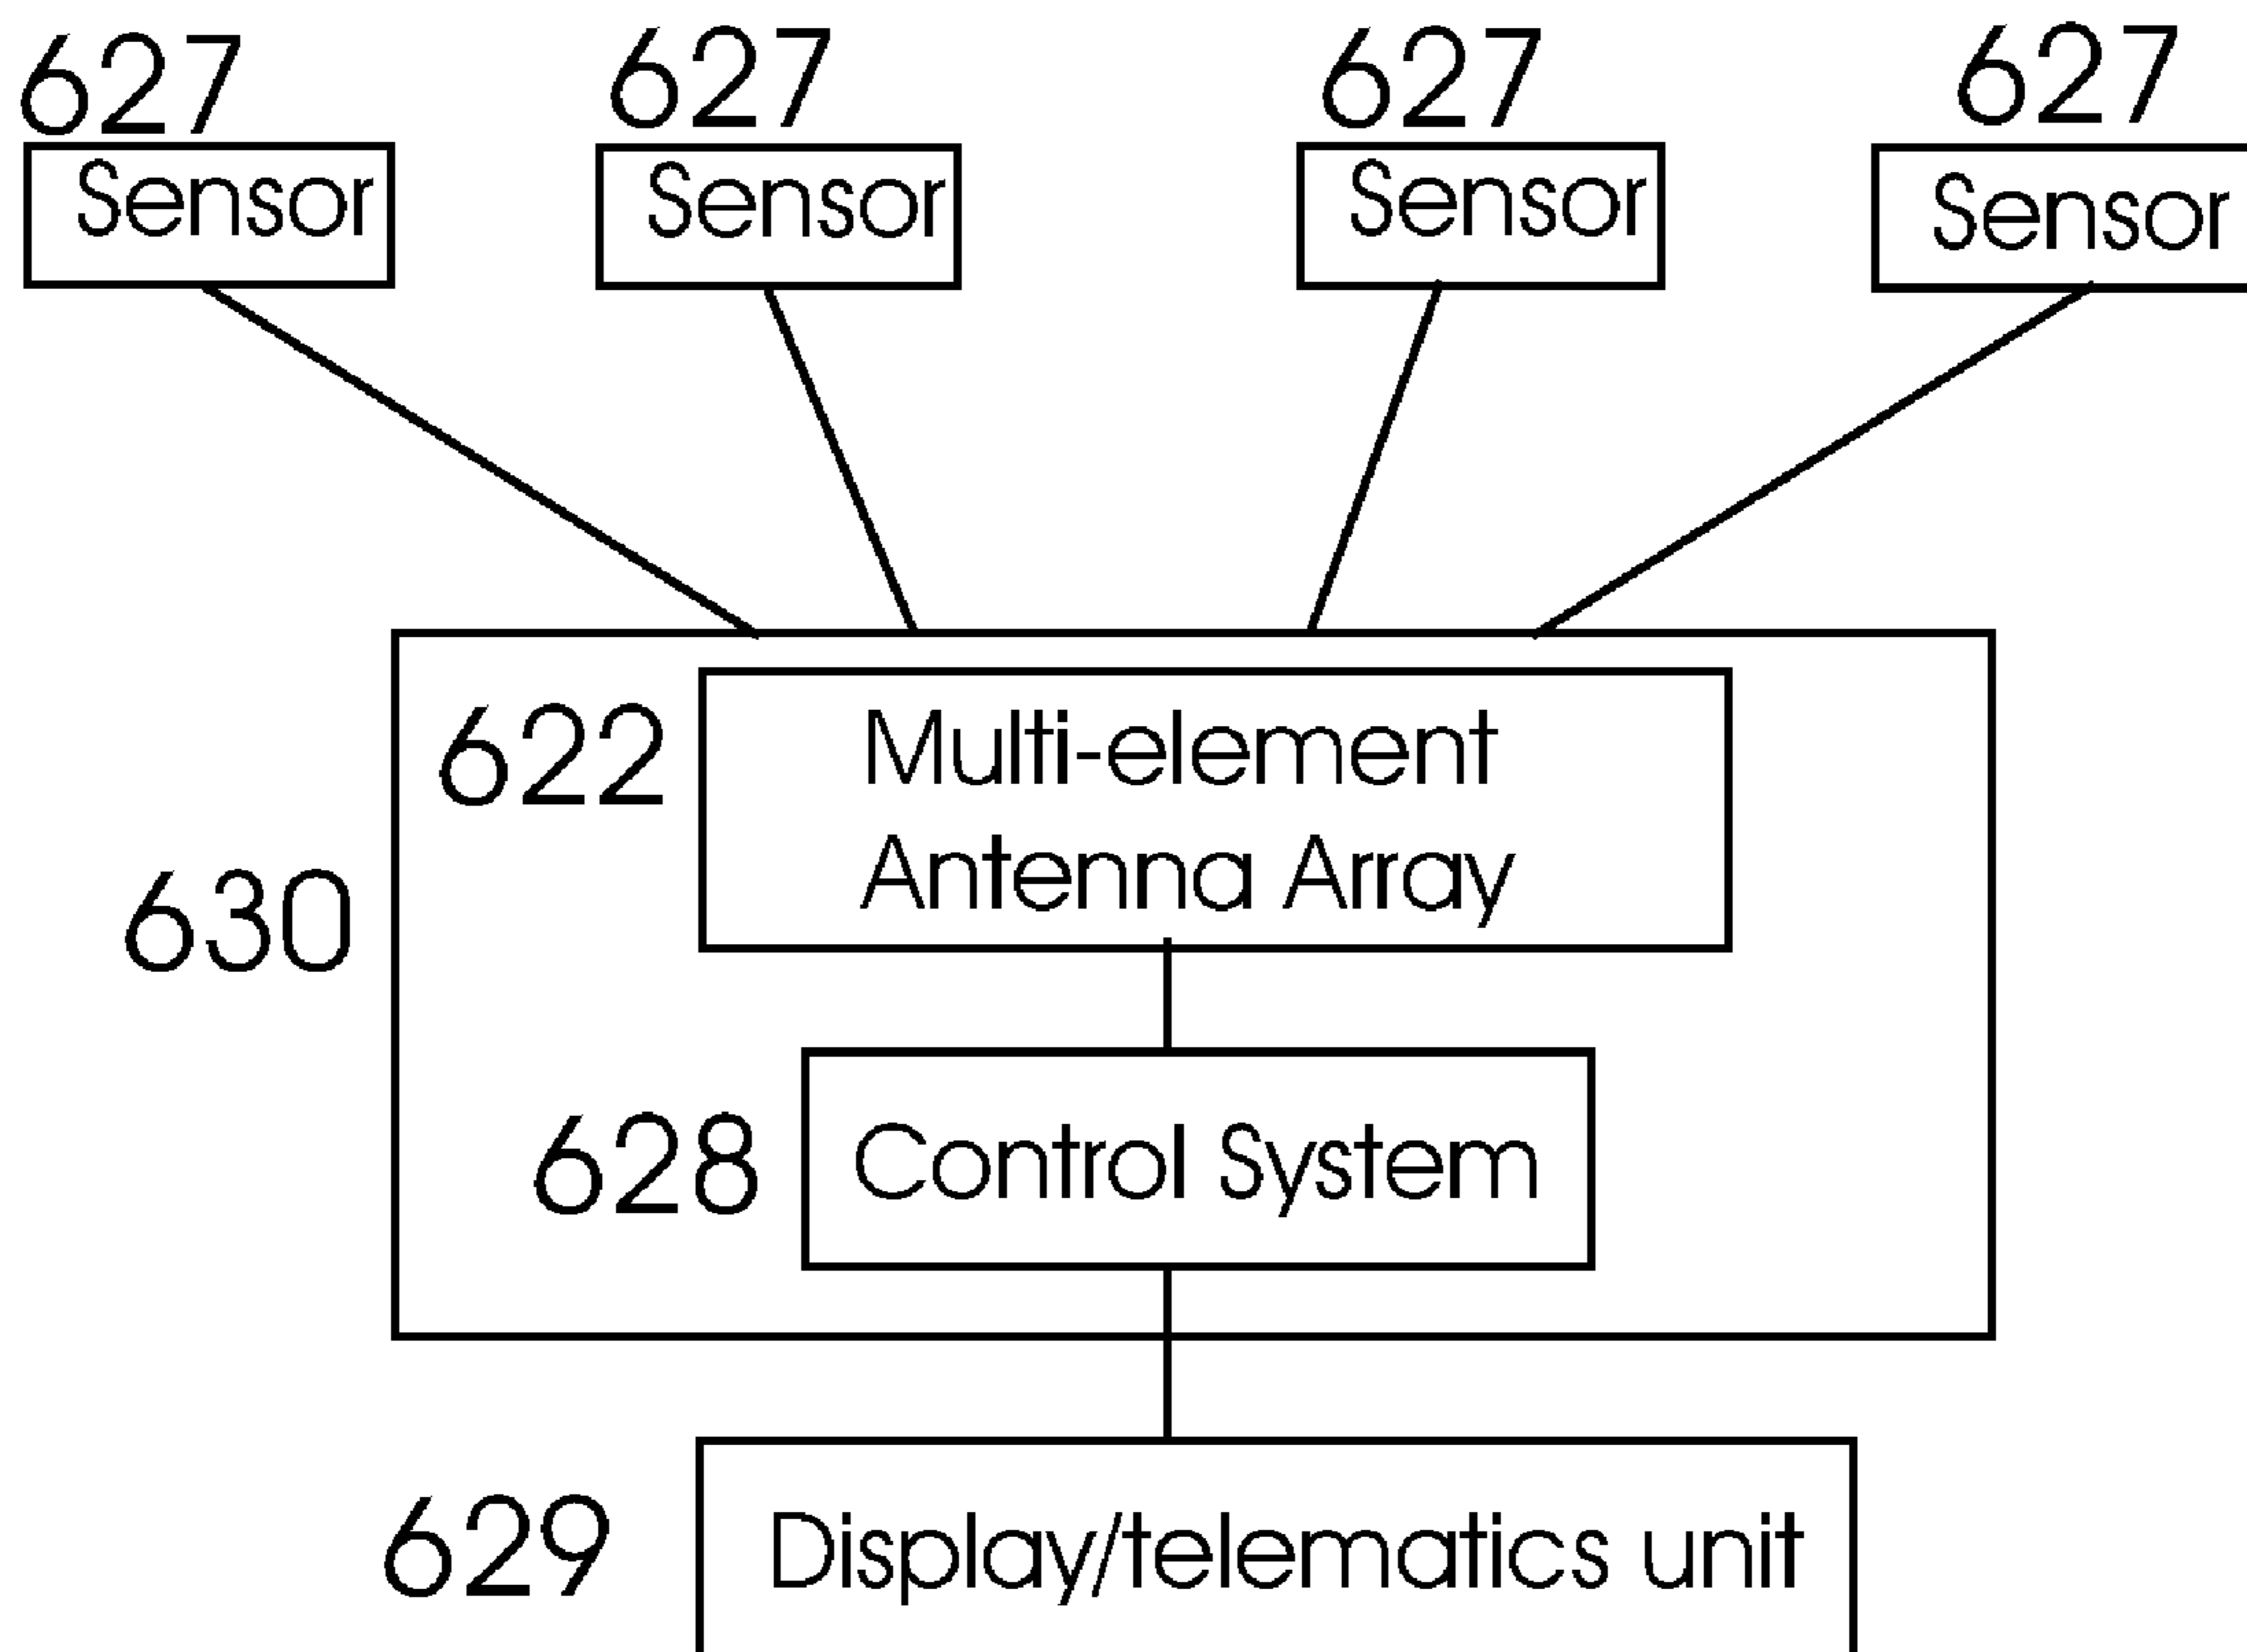 627 627 627 627
Sensor Sensor Sensor Sensor
622 Multi-element
Antenna Array
630
628 Control System
629 Display/telematics unit